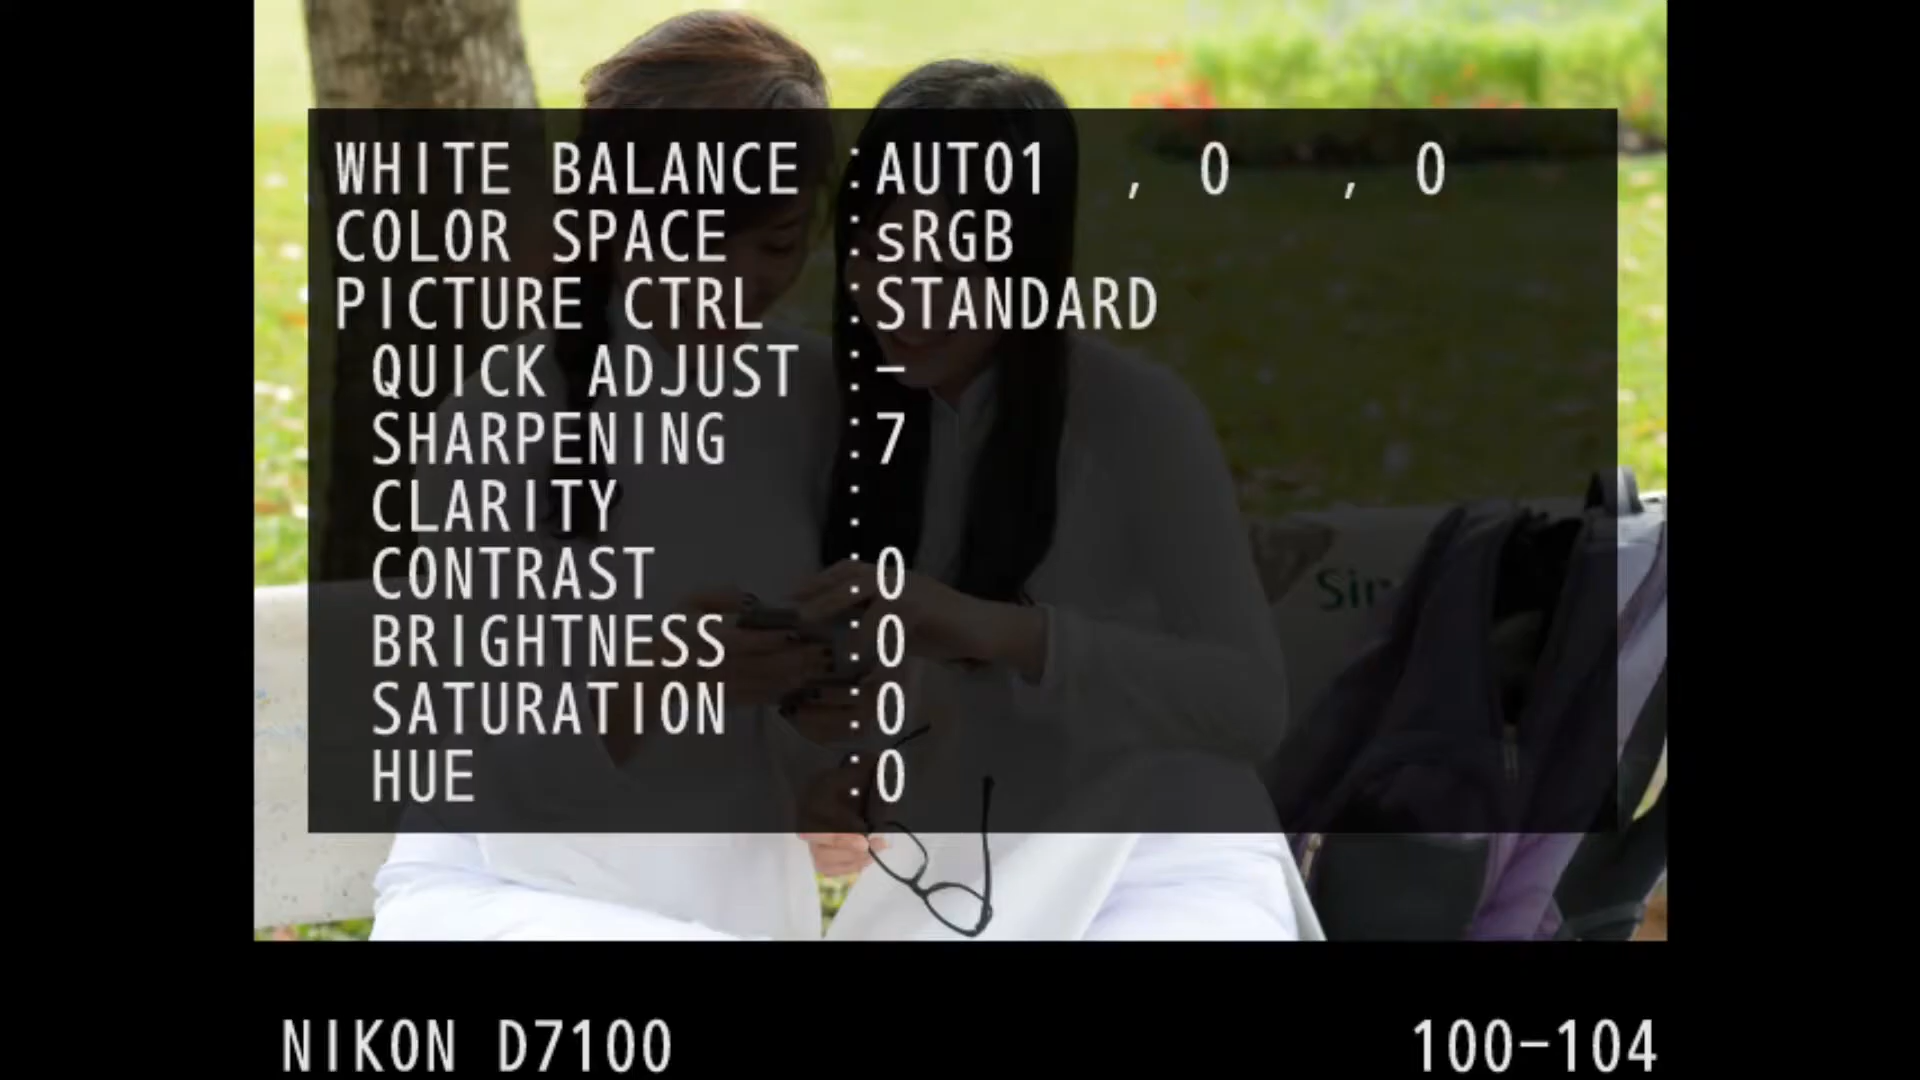 WHITE BALANCE :AUTO1 , 0 , 0
COLOR SPACE :sRGB
PICTURE CTRL :STANDARD
QUICK ADJUST :-
SHARPENING :7
CLARITY :
CONTRAST :0
BRIGHTNESS :0
SATURATION :0
HUE :0
NIKON D7100 100-104